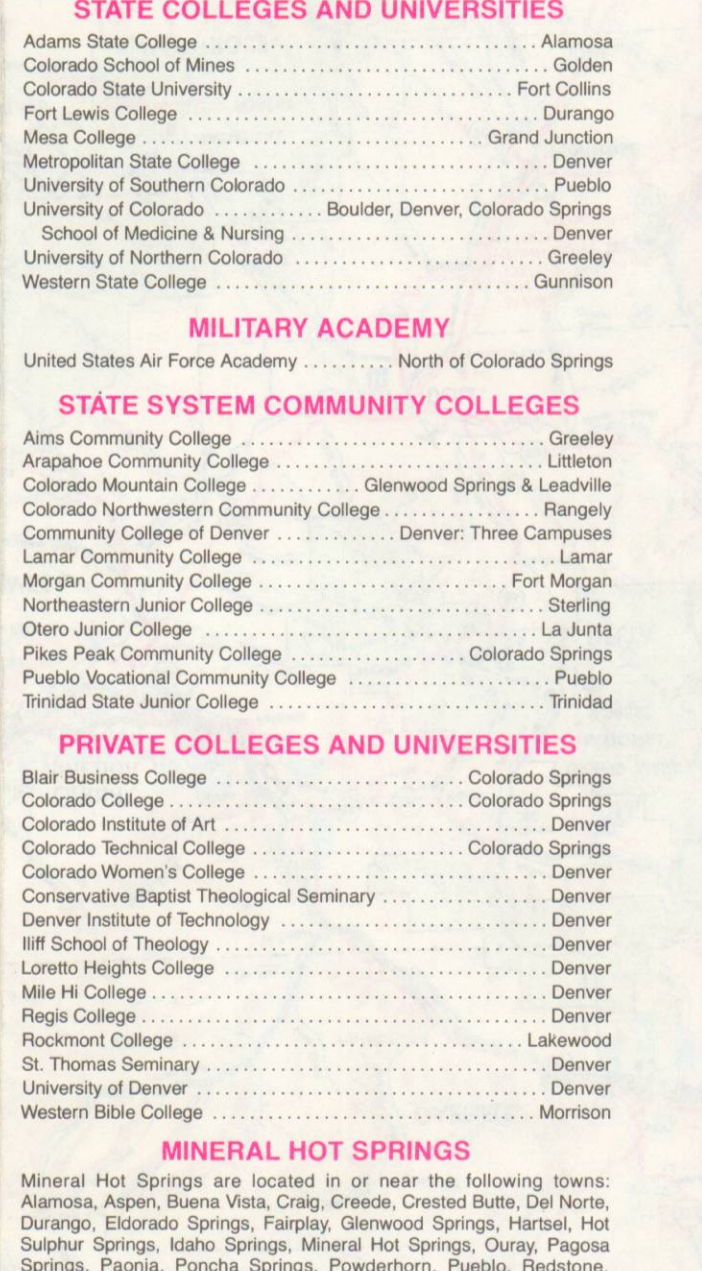 STATE COLLEGES AND UNIVERSITIES
Adams State College ................................. Alamosa
Colorado School of Mines .............................. Golden
Colorado State University ............................ Fort Collins
Fort Lewis College ................................... Durango
Mesa College .................................. Grand Junction
Metropolitan State College ............................. Denver
University of Southern Colorado ......................... Pueblo
University of Colorado ............ Boulder, Denver, Colorado Springs
School of Medicine & Nursing .......................... Denver
University of Northern Colorado ......................... Greeley
Western State College ............................... Gunnison
MILITARY ACADEMY
United States Air Force Academy .......... North of Colorado Springs
STATE SYSTEM COMMUNITY COLLEGES
Aims Community College .............................. Greeley
Arapahoe Community College ........................... Littleton
Colorado Mountain College ............ Glenwood Springs & Leadville
Colorado Northwestern Community College ................ Rangely
Community College of Denver ............. Denver: Three Campuses
Lamar Community College .............................. Lamar
Morgan Community College ......................... Fort Morgan
Northeastern Junior College ............................. Sterling
Otero Junior College ................................. La Junta
Pikes Peak Community College .................. Colorado Springs
Pueblo Vocational Community College .................... Pueblo
Trinidad State Junior College ............................ Trinidad
PRIVATE COLLEGES AND UNIVERSITIES
Blair Business College ......................... Colorado Springs
Colorado College ............................. Colorado Springs
Colorado Institute of Art ................................ Denver
Colorado Technical College ..................... Colorado Springs
Colorado Women's College ............................. Denver
Conservative Baptist Theological Seminary ................ Denver
Denver Institute of Technology .......................... Denver
Iliff School of Theology ................................. Denver
Loretto Heights College ................................ Denver
Mile Hi College ....................................... Denver
Regis College ........................................ Denver
Rockmont College .................................. Lakewood
St. Thomas Seminary .................................. Denver
University of Denver ................................... Denver
Western Bible College ................................ Morrison
MINERAL HOT SPRINGS
Mineral Hot Springs are located in or near the following towns:
Alamosa, Aspen, Buena Vista, Craig, Creede, Crested Butte, Del Norte,
Durango, Eldorado Springs, Fairplay, Glenwood Springs, Hartsel, Hot
Sulphur Springs, Idaho Springs, Mineral Hot Springs, Ouray, Pagosa
Springs, Paonia, Poncha Springs, Powderhorn, Pueblo, Redstone,